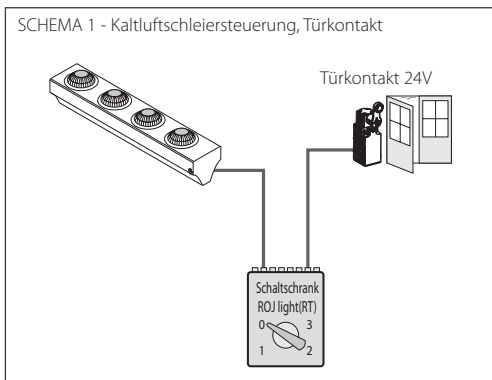 SCHEMA 1 - Kaltluftschleiersteuerung, Türkontakt
Türkontakt 24V
Schaltschrank
ROJ light(RT)
0 3
1 2